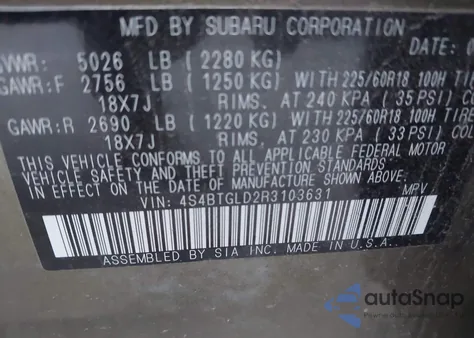 MFD BY SUBARU CORPORATION
DATE:
GVWR: 5026 LB (2280 KG)
GAWR:F 2756 LB (1250 KG) WITH 225/60R18 100H TIRE
18X7J RIMS. AT 240 KPA (35 PSI)
GAWR:R 2690 LB (1220 KG) WITH 225/60R18 100H TIRE
18X7J RIMS. AT 230 KPA (33 PSI)
THIS VEHICLE CONFORMS TO ALL APPLICABLE FEDERAL MOTOR
VEHICLE SAFETY, BUMPER, AND THEFT PREVENTION STANDARDS
IN EFFECT ON THE DATE OF MANUFACTURE SHOWN ABOVE.
VIN: 4S4BTGLD2R3103631 MPV
ASSEMBLED BY SIA INC. MADE IN U.S.A.
autoSnap